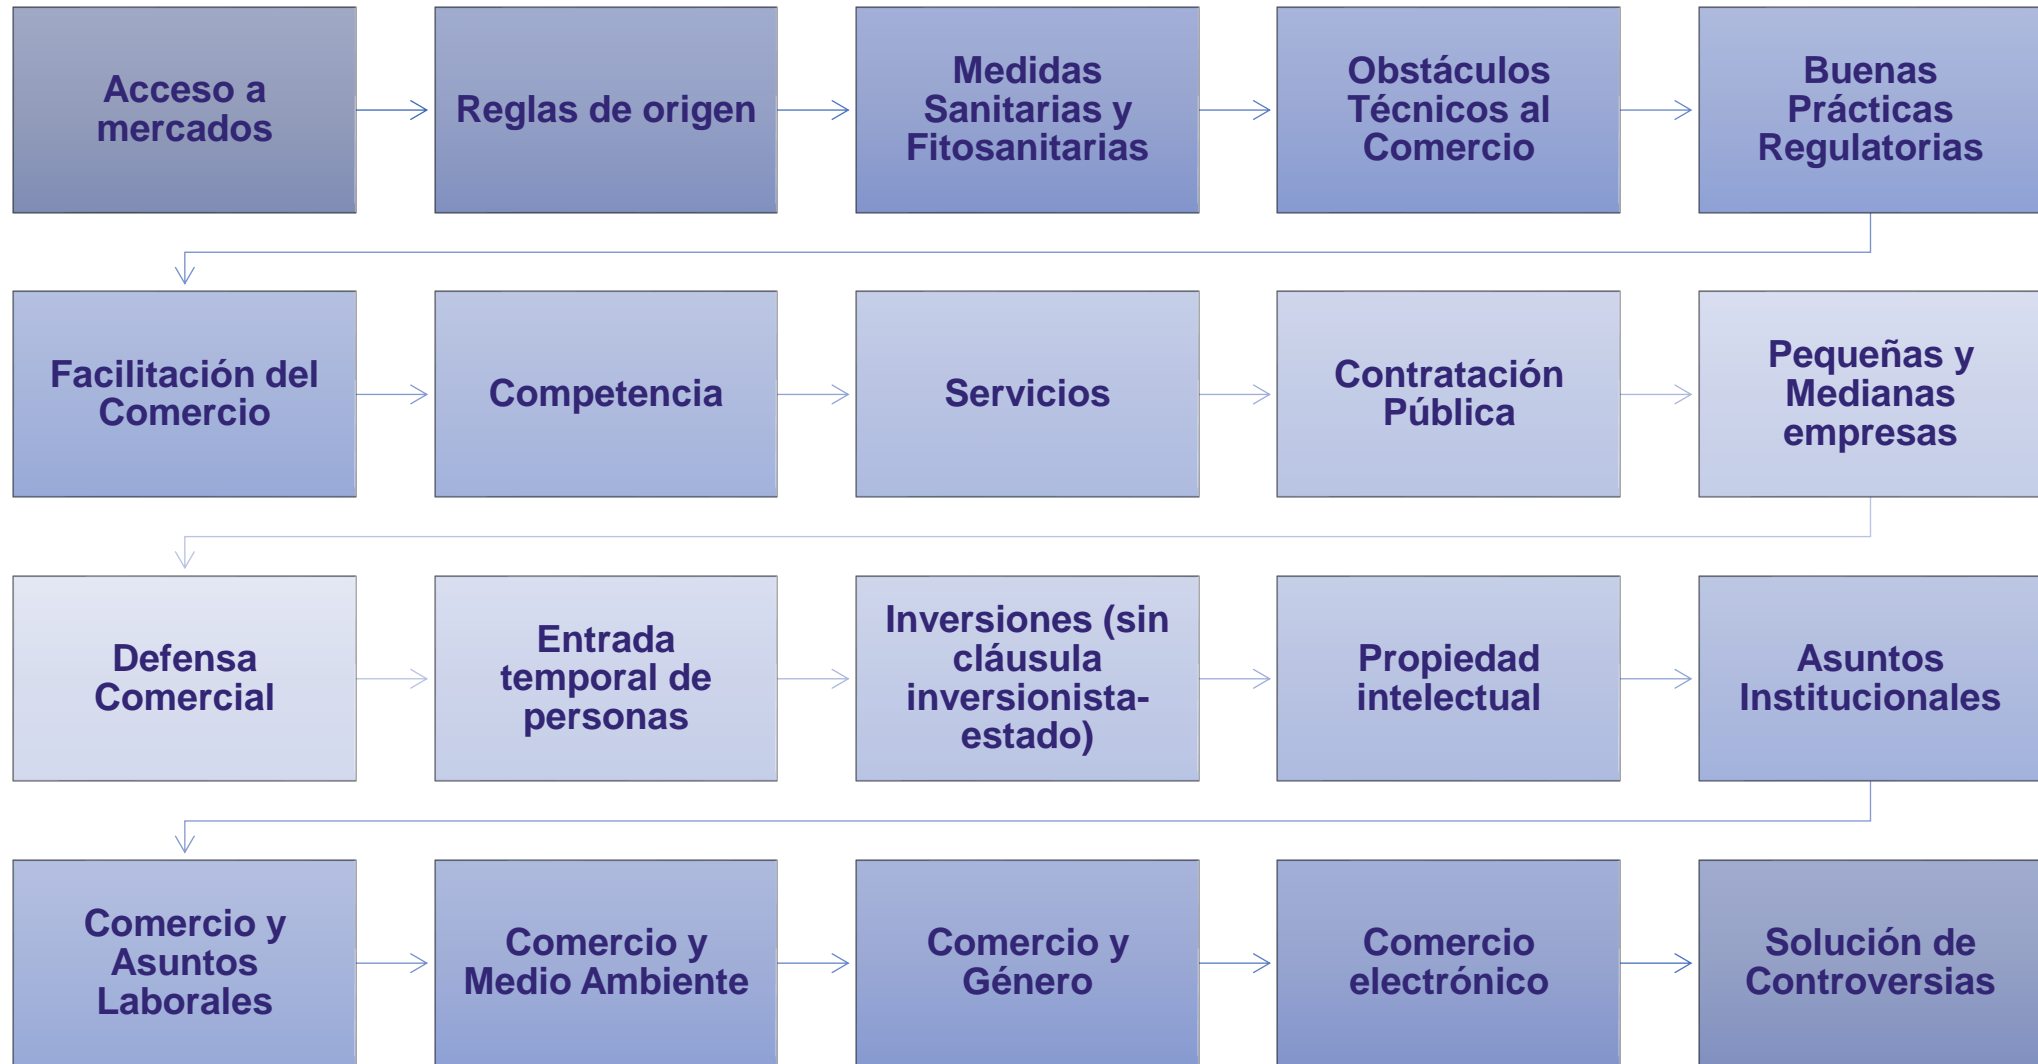 Acceso a
mercados
Reglas de origen
Medidas
Sanitarias y
Fitosanitarias
Obstáculos
Técnicos al
Comercio
Buenas
Prácticas
Regulatorias
Facilitación del
Comercio
Competencia
Servicios
Contratación
Pública
Pequeñas y
Medianas
empresas
Defensa
Comercial
Entrada
temporal de
personas
Inversiones (sin
cláusula
inversionista-
estado)
Propiedad
intelectual
Asuntos
Institucionales
Comercio y
Asuntos
Laborales
Comercio y
Medio Ambiente
Comercio y
Género
Comercio
electrónico
Solución de
Controversias